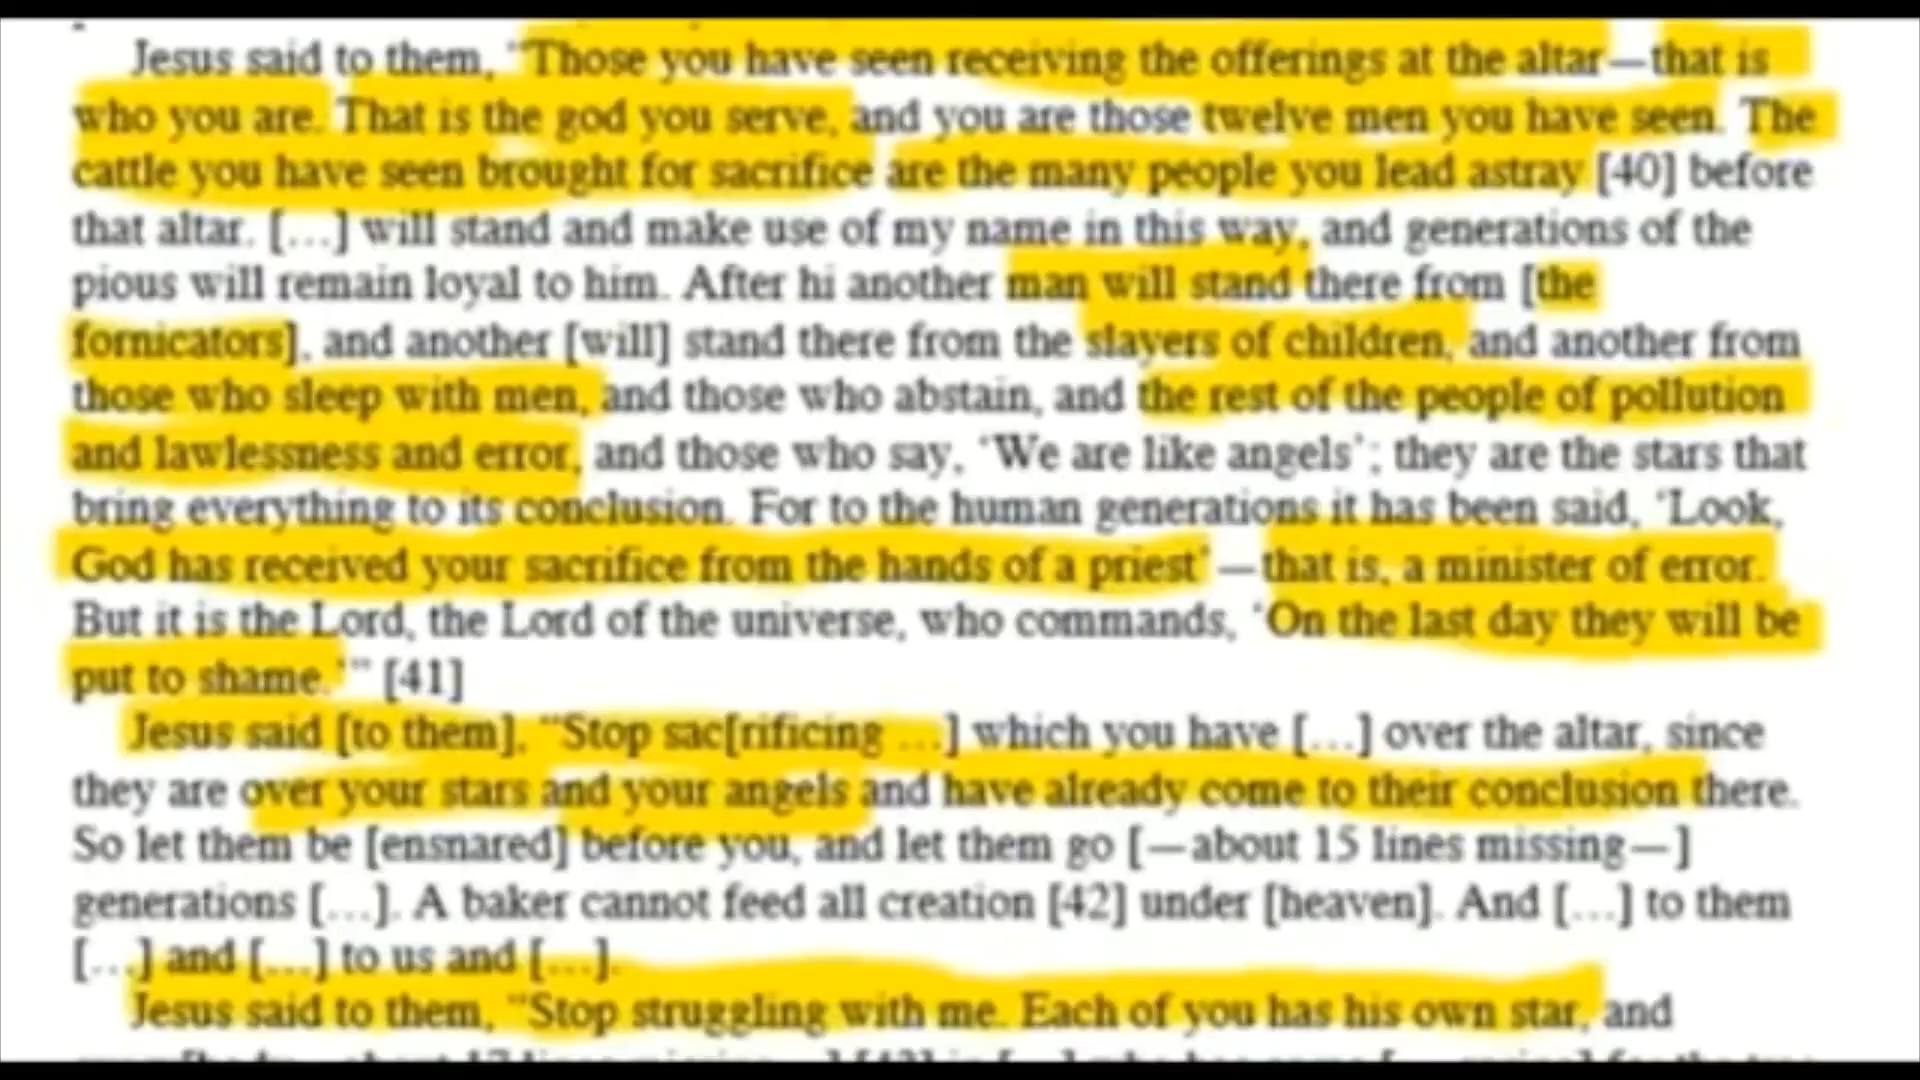 Jesus said to them, “Those you have seen receiving the offerings at the altar—that is
who you are. That is the god you serve, and you are those twelve men you have seen. The
cattle you have seen brought for sacrifice are the many people you lead astray [40] before
that altar. […] will stand and make use of my name in this way, and generations of the
pious will remain loyal to him. After hi another man will stand there from [the
fornicators], and another [will] stand there from the slayers of children, and another from
those who sleep with men, and those who abstain, and the rest of the people of pollution
and lawlessness and error, and those who say, ‘We are like angels’; they are the stars that
bring everything to its conclusion. For to the human generations it has been said, ‘Look,
God has received your sacrifice from the hands of a priest’—that is, a minister of error.
But it is the Lord, the Lord of the universe, who commands, ‘On the last day they will be
put to shame.’” [41]
Jesus said [to them], “Stop sac[rificing …] which you have […] over the altar, since
they are over your stars and your angels and have already come to their conclusion there.
So let them be [ensnared] before you, and let them go [—about 15 lines missing—]
generations […]. A baker cannot feed all creation [42] under [heaven]. And […] to them
[…] and […] to us and […].
Jesus said to them, “Stop struggling with me. Each of you has his own star, and